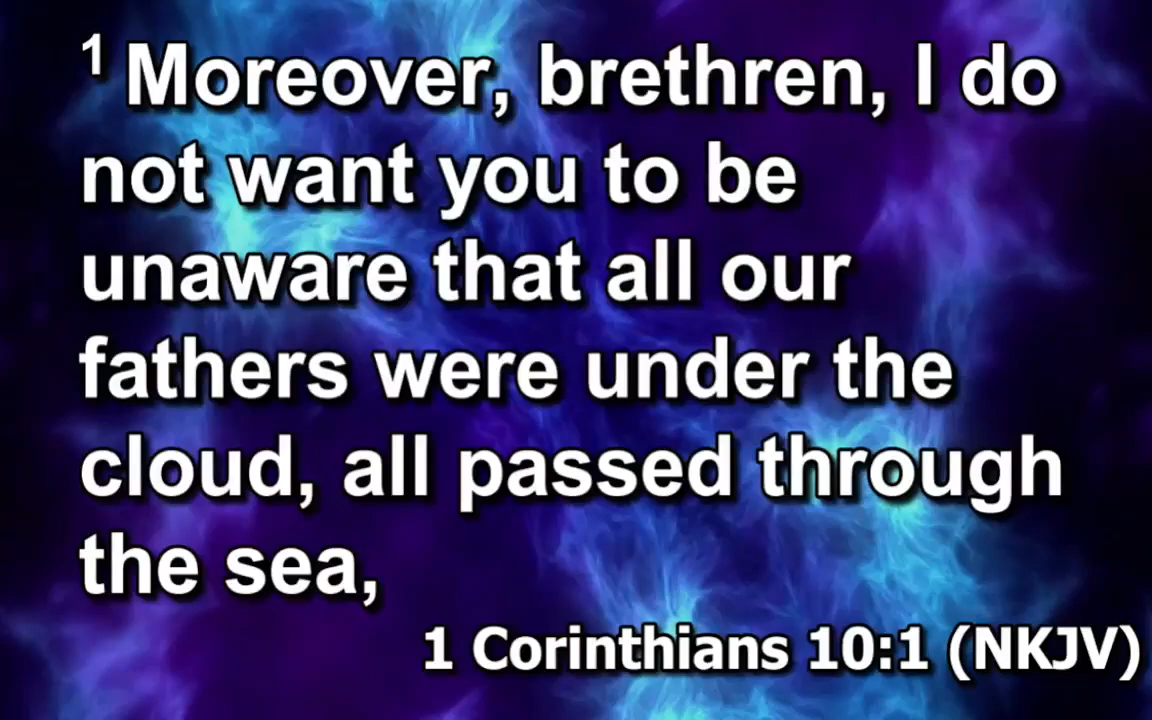 1 Moreover, brethren, I do
not want you to be
unaware that all our
fathers were under the
cloud, all passed through
the sea,
1 Corinthians 10:1 (NKJV)